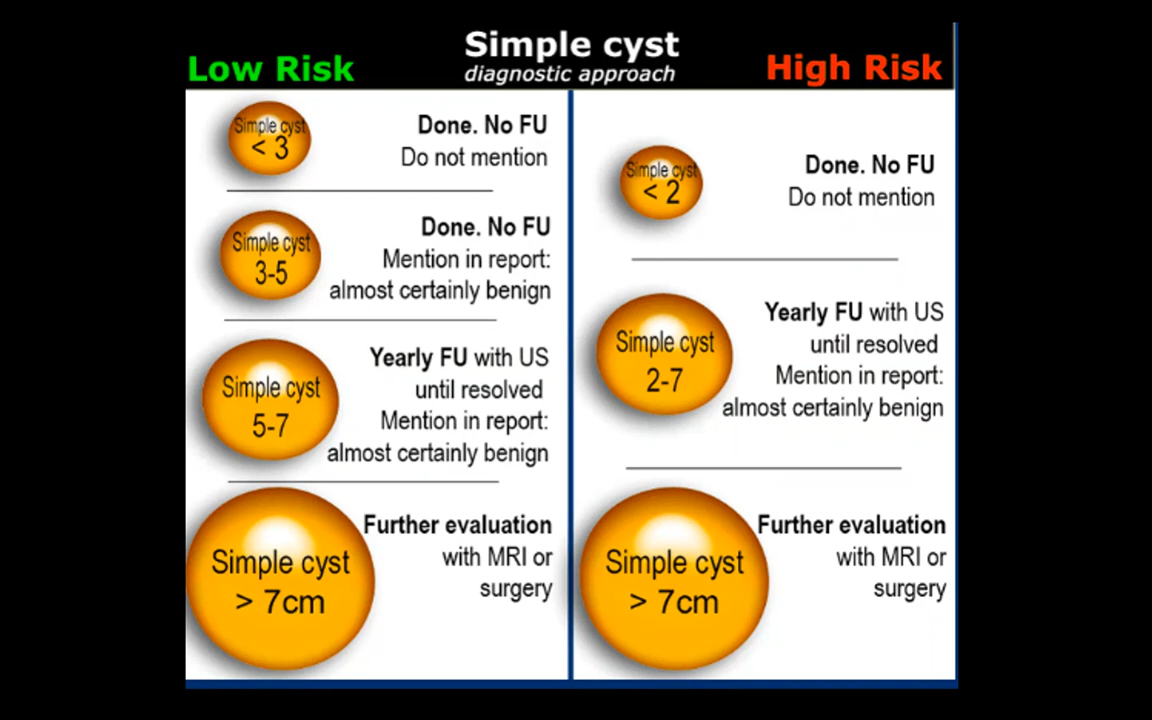 Simple cyst
diagnostic approach
Low Risk
High Risk
Simple cyst
< 3
Done. No FU
Do not mention
Simple cyst
3-5
Done. No FU
Mention in report:
almost certainly benign
Simple cyst
5-7
Yearly FU with US
until resolved
Mention in report:
almost certainly benign
Simple cyst
> 7cm
Further evaluation
with MRI or
surgery
Simple cyst
< 2
Done. No FU
Do not mention
Simple cyst
2-7
Yearly FU with US
until resolved
Mention in report:
almost certainly benign
Simple cyst
> 7cm
Further evaluation
with MRI or
surgery